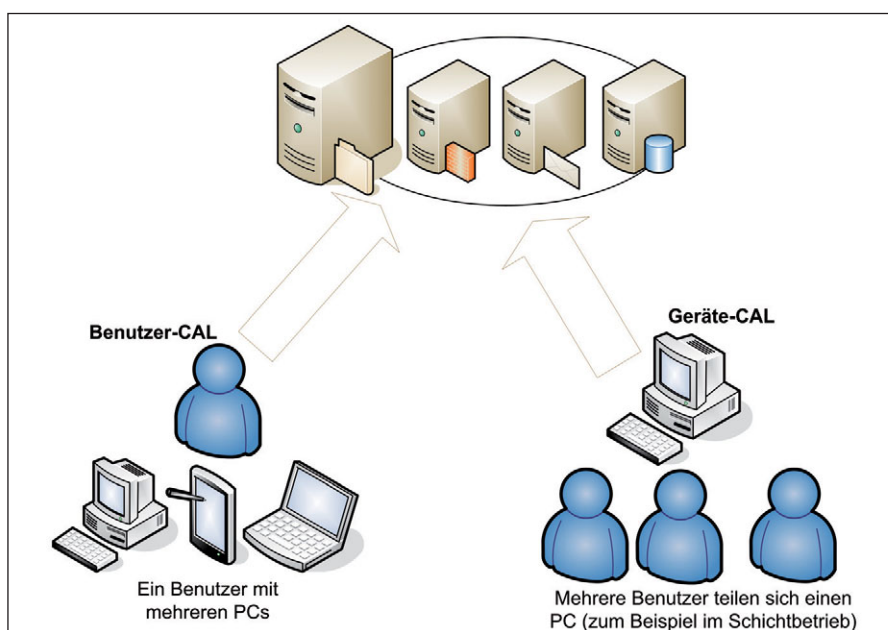 Benutzer-CAL
Geräte-CAL
Ein Benutzer mit
mehreren PCs
Mehrere Benutzer teilen sich einen
PC (zum Beispiel im Schichtbetrieb)